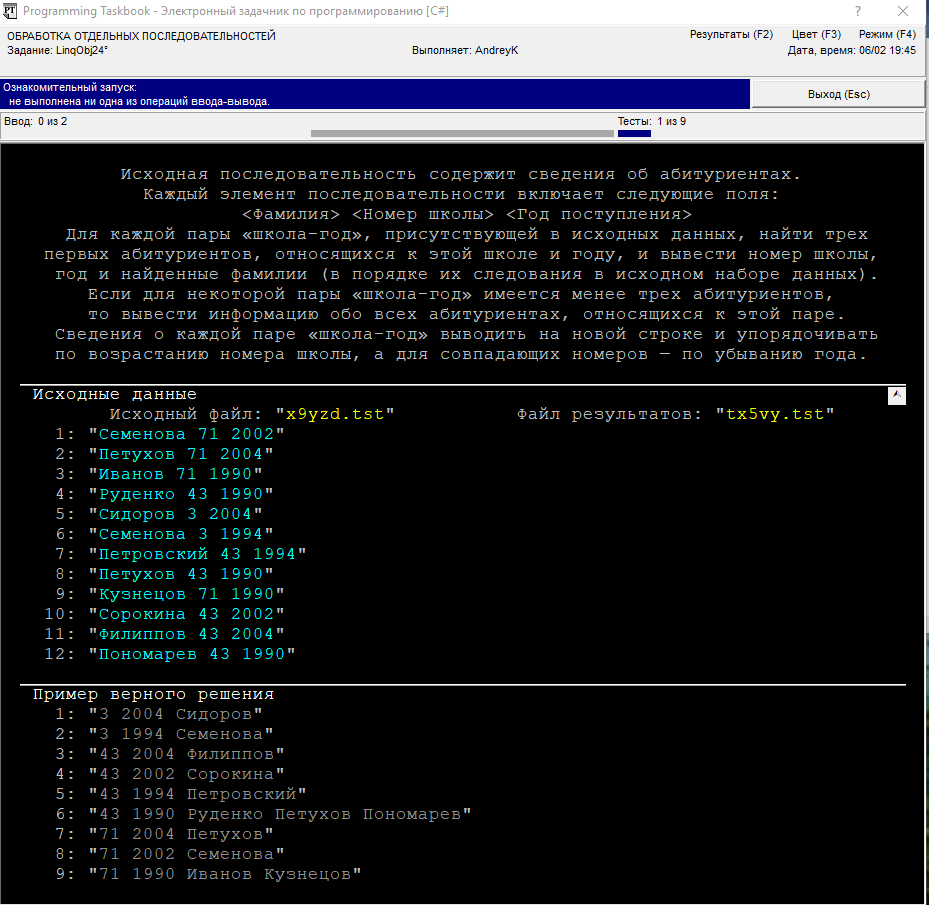 Programming Taskbook - Электронный задачник по программированию [C#]
ОБРАБОТКА ОТДЕЛЬНЫХ ПОСЛЕДОВАТЕЛЬНОСТЕЙ
Результаты (F2) Цвет (F3) Режим (F4)
Задание: LinqObj24° Выполняет: AndreyK Дата, время: 06/02 19:45
Ознакомительный запуск:
не выполнена ни одна из операций ввода-вывода.
Выход (Esc)
Ввод: 0 из 2 Тесты: 1 из 9
Исходная последовательность содержит сведения об абитуриентах.
Каждый элемент последовательности включает следующие поля:
<Фамилия> <Номер школы> <Год поступления>
Для каждой пары «школа-год», присутствующей в исходных данных, найти трех
первых абитуриентов, относящихся к этой школе и году, и вывести номер школы,
год и найденные фамилии (в порядке их следования в исходном наборе данных).
Если для некоторой пары «школа-год» имеется менее трех абитуриентов,
то вывести информацию обо всех абитуриентах, относящихся к этой паре.
Сведения о каждой паре «школа-год» выводить на новой строке и упорядочивать
по возрастанию номера школы, а для совпадающих номеров — по убыванию года.
Исходные данные
Исходный файл: "x9yzd.tst" Файл результатов: "tx5vy.tst"
1: "Семенова 71 2002"
2: "Петухов 71 2004"
3: "Иванов 71 1990"
4: "Руденко 43 1990"
5: "Сидоров 3 2004"
6: "Семенова 3 1994"
7: "Петровский 43 1994"
8: "Петухов 43 1990"
9: "Кузнецов 71 1990"
10: "Сорокина 43 2002"
11: "Филиппов 43 2004"
12: "Пономарев 43 1990"
Пример верного решения
1: "3 2004 Сидоров"
2: "3 1994 Семенова"
3: "43 2004 Филиппов"
4: "43 2002 Сорокина"
5: "43 1994 Петровский"
6: "43 1990 Руденко Петухов Пономарев"
7: "71 2004 Петухов"
8: "71 2002 Семенова"
9: "71 1990 Иванов Кузнецов"